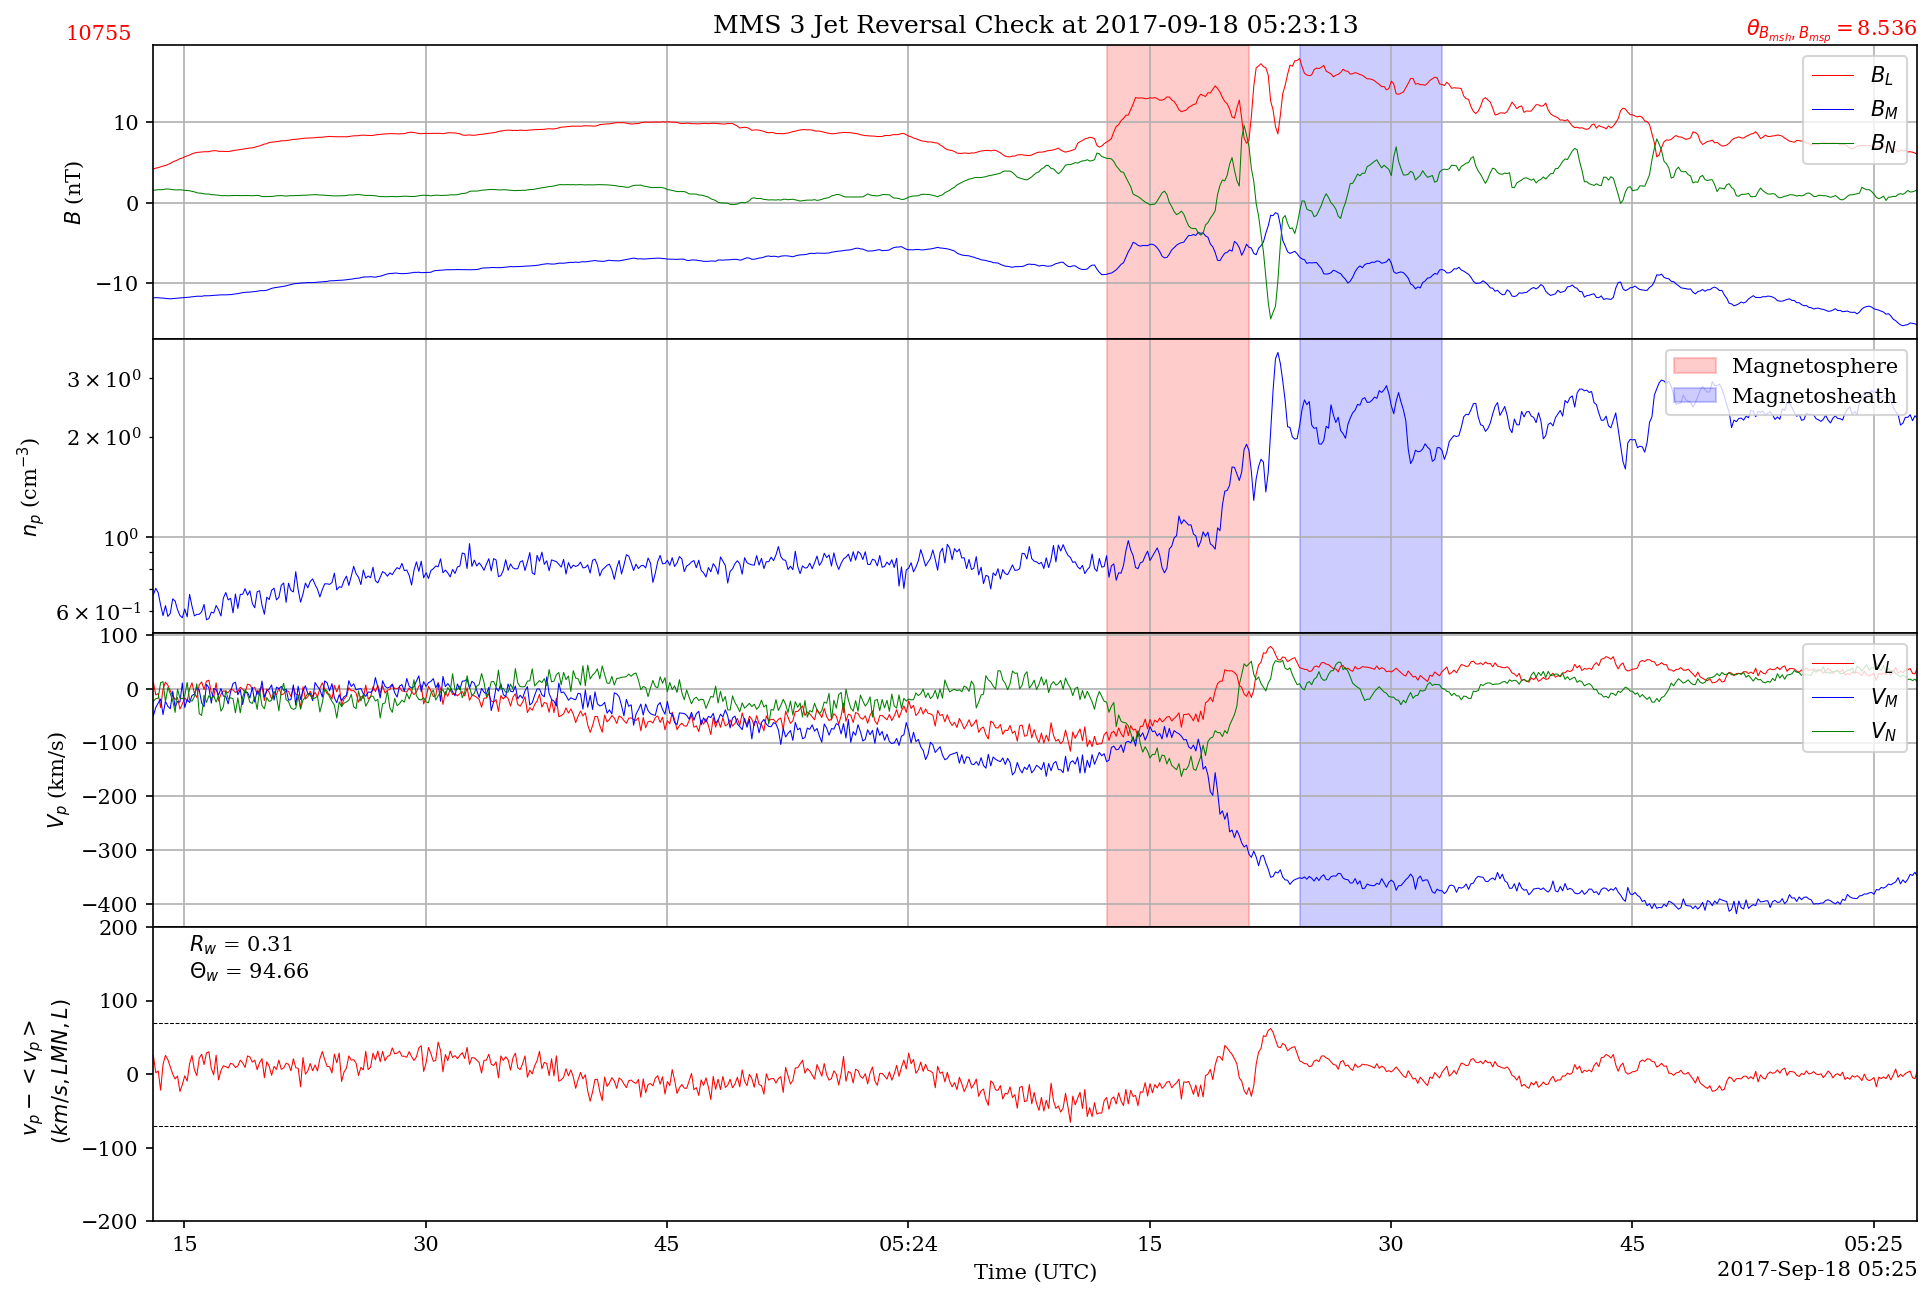 MMS 3 Jet Reversal Check at 2017-09-18 05:23:13
10755
θ_{B_{msh}, B_{msp}} = 8.536
B (nT)
10
0
−10
B_L
B_M
B_N
n_p (cm^{−3})
3 × 10^0
2 × 10^0
10^0
6 × 10^{−1}
Magnetosphere
Magnetosheath
V_p (km/s)
100
0
−100
−200
−300
−400
V_L
V_M
V_N
v_p − < v_p >
(km/s, LMN, L)
200
100
0
−100
−200
R_w = 0.31
Θ_w = 94.66
15 30 45 05:24 15 30 45 05:25
Time (UTC)
2017-Sep-18 05:25